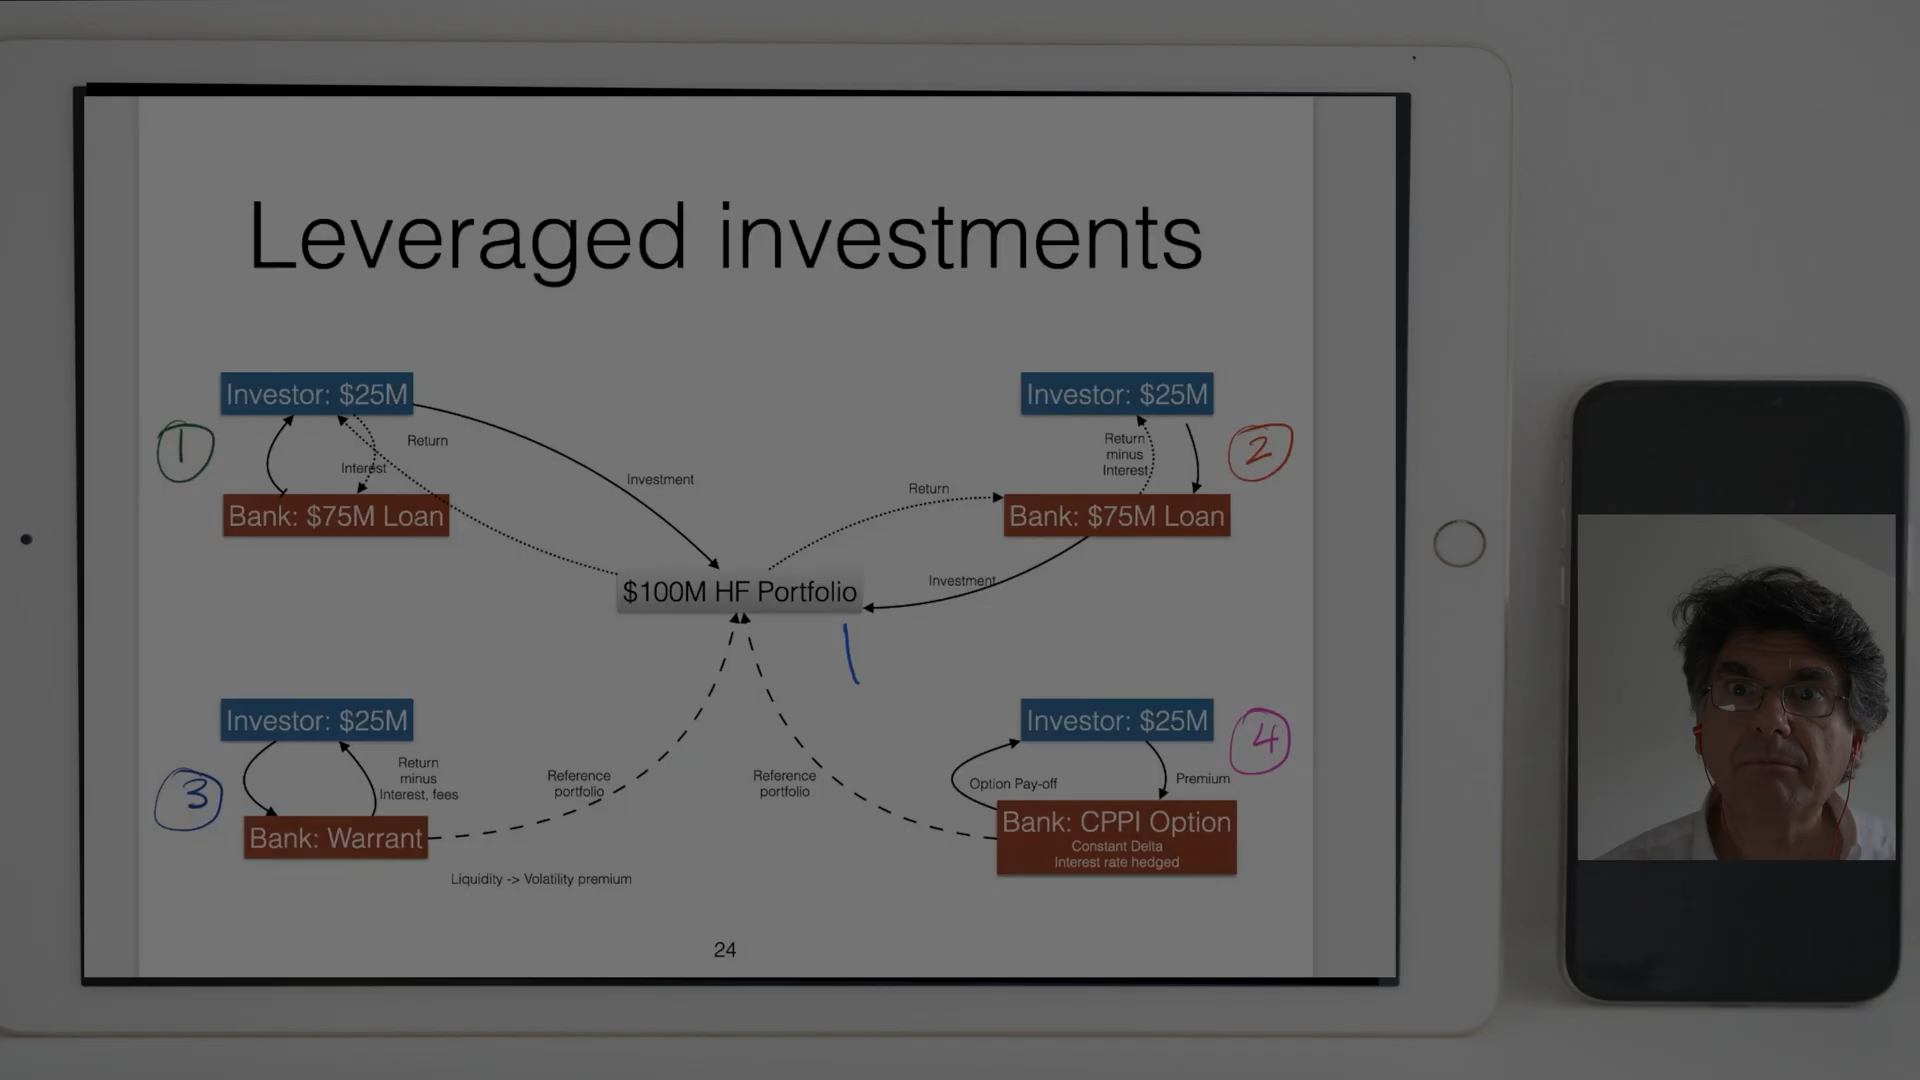 Leveraged investments
Investor: $25M
1
Return
Interest
Bank: $75M Loan
Investment
Investor: $25M
2
Return
minus
Interest
Return
Bank: $75M Loan
Investment
$100M HF Portfolio
Investor: $25M
3
Return
minus
Interest, fees
Bank: Warrant
Reference
portfolio
Liquidity -> Volatility premium
Reference
portfolio
Investor: $25M
4
Option Pay-off
Premium
Bank: CPPI Option
Constant Delta
Interest rate hedged
24